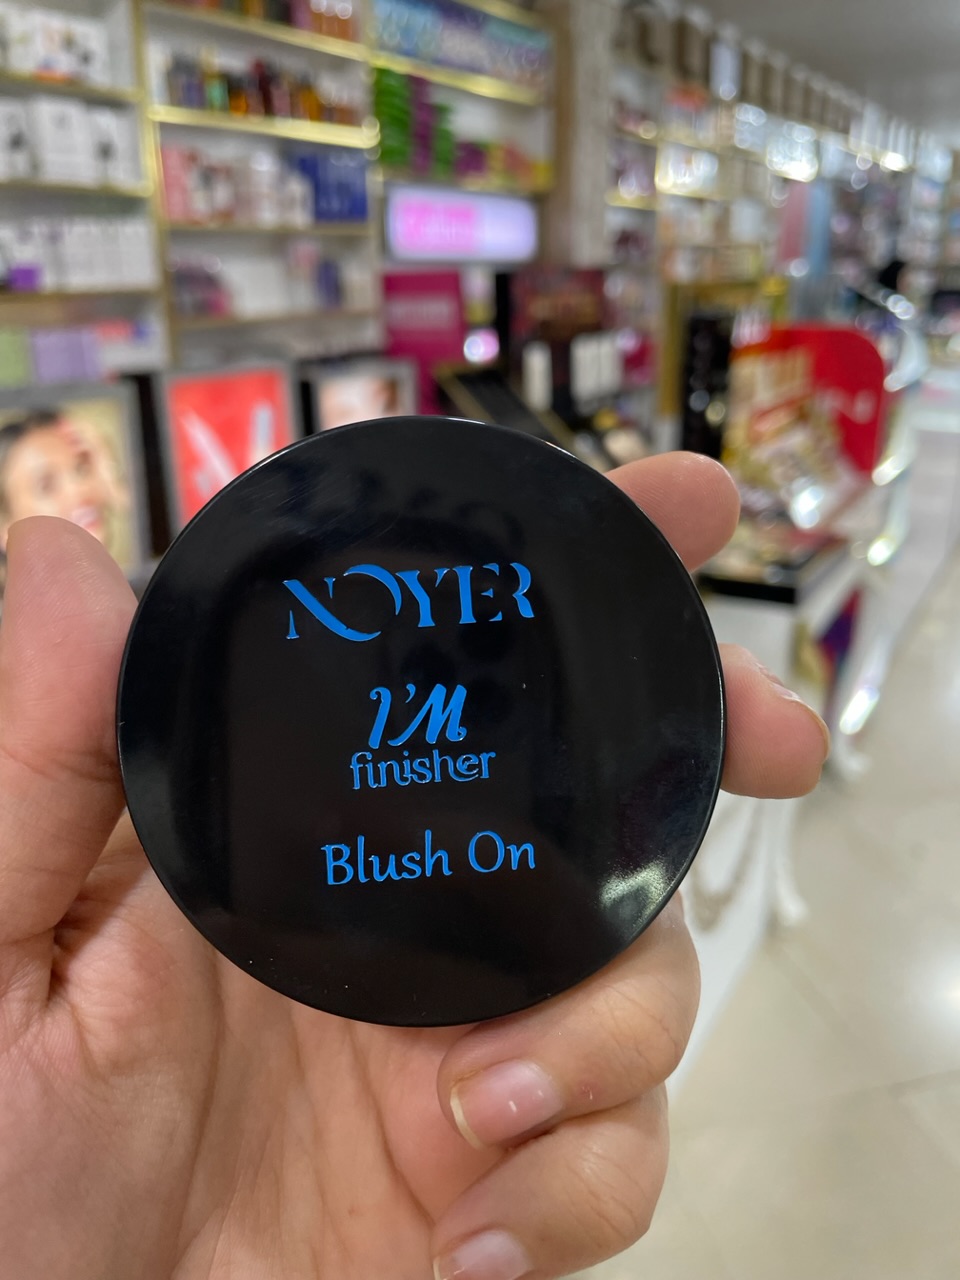 NOYER
I'M
finisher
Blush On